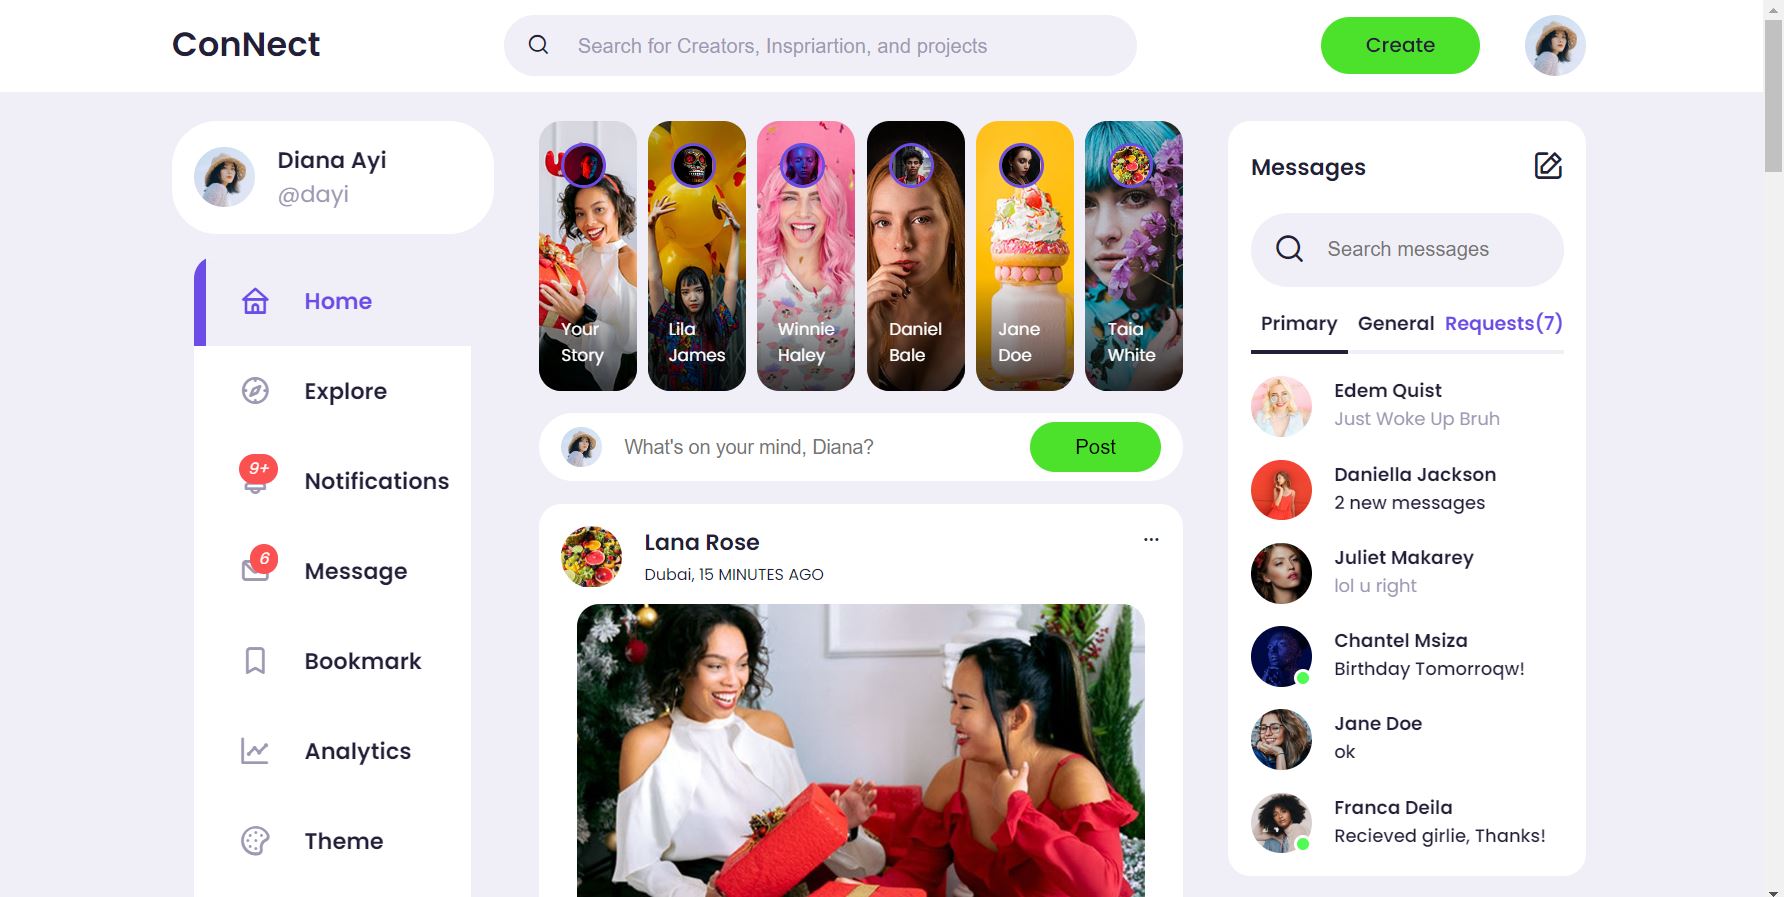 ConNect
Search for Creators, Inspriartion, and projects
Create
Diana Ayi
@dayi
Home
Explore
9+
Notifications
6
Message
Bookmark
Analytics
Theme
Your
Story
Lila
James
Winnie
Haley
Daniel
Bale
Jane
Doe
Taia
White
What's on your mind, Diana?
Post
Lana Rose
Dubai, 15 MINUTES AGO
Messages
Search messages
Primary General Requests(7)
Edem Quist
Just Woke Up Bruh
Daniella Jackson
2 new messages
Juliet Makarey
lol u right
Chantel Msiza
Birthday Tomorroqw!
Jane Doe
ok
Franca Deila
Recieved girlie, Thanks!